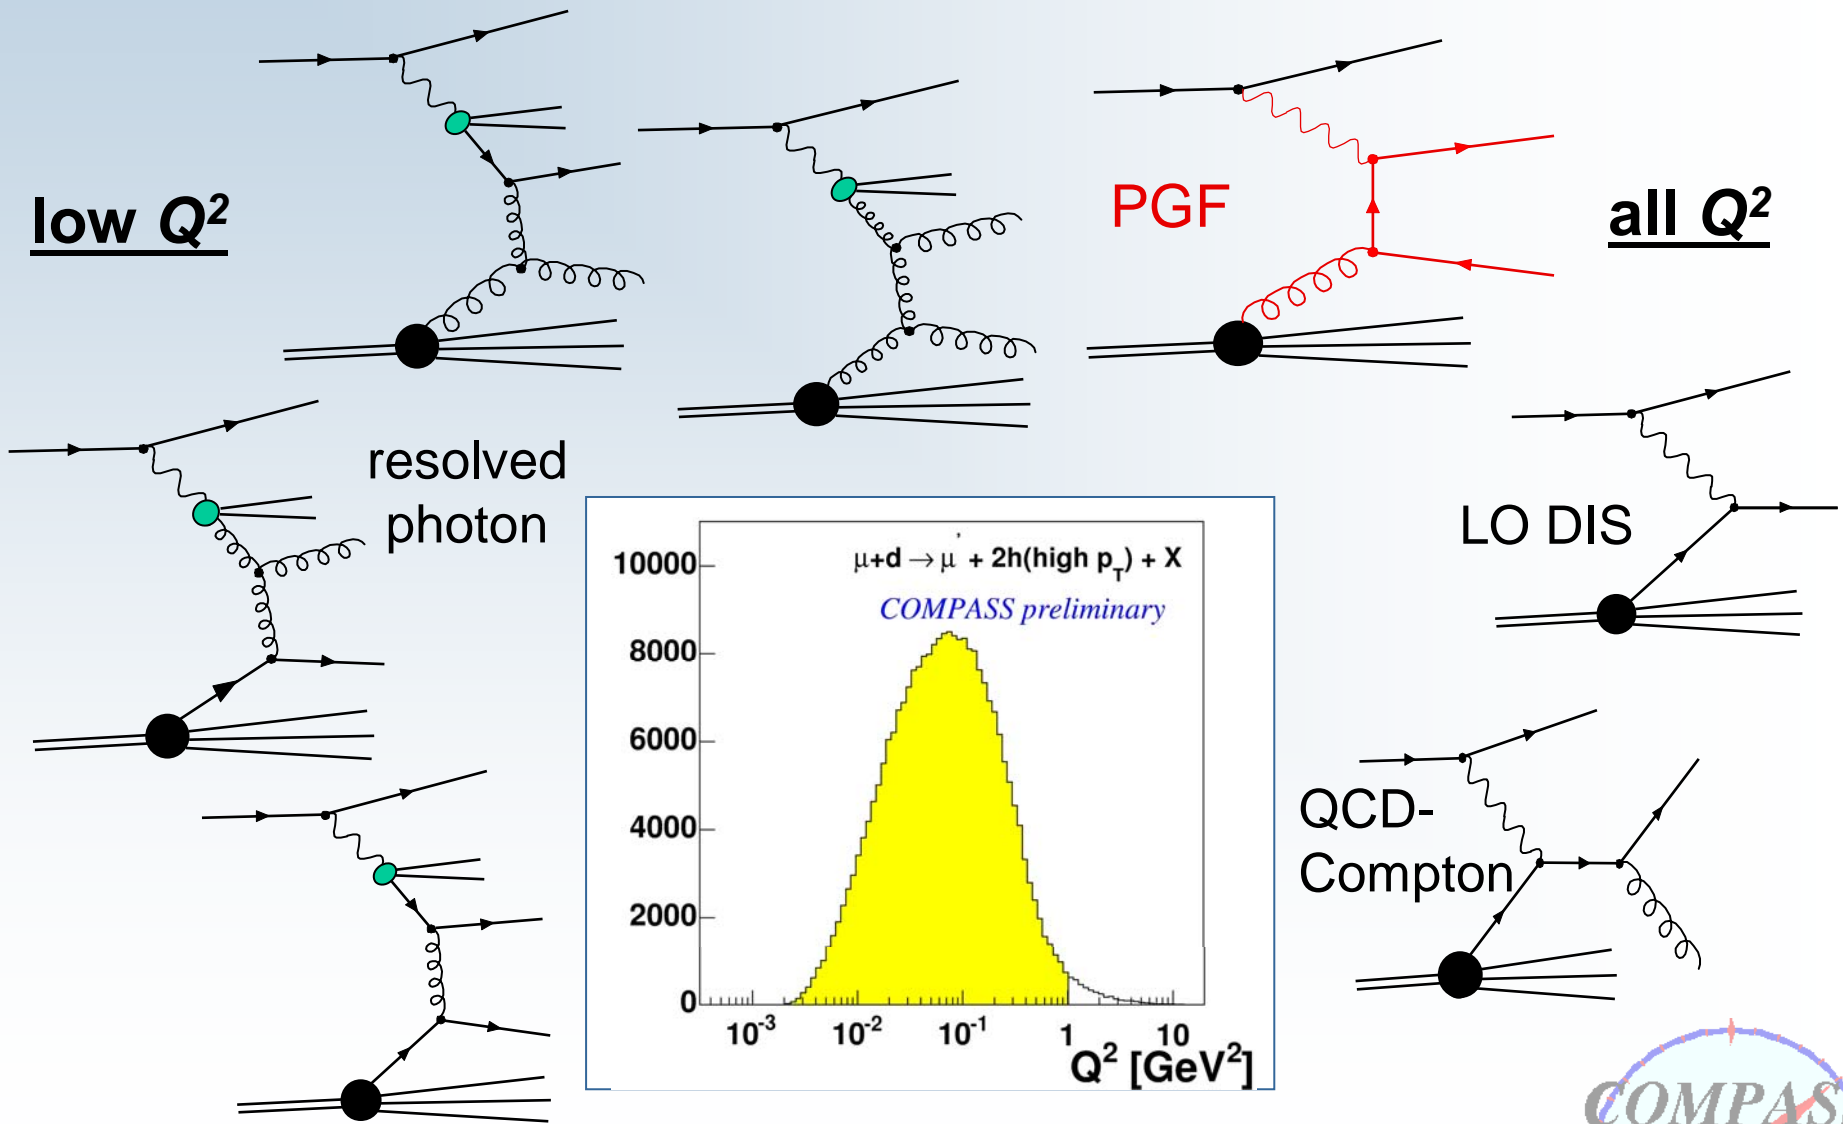 low Q²
PGF
all Q²
resolved
photon
LO DIS
QCD-
Compton
μ+d → μ' + 2h(high p_T) + X
COMPASS preliminary
10000
8000
6000
4000
2000
0
10⁻³ 10⁻² 10⁻¹ 1 10
Q² [GeV²]
COMPAS